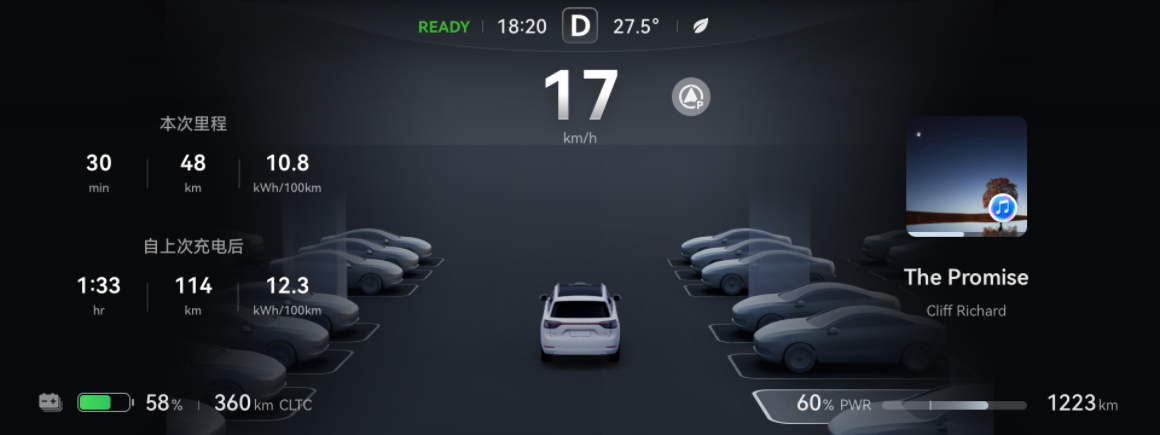 READY 18:20 D 27.5°
17
km/h
P
本次里程
30 48 10.8
min km kWh/100km
自上次充电后
1:33 114 12.3
hr km kWh/100km
The Promise
Cliff Richard
58% 360 km CLTC
60% PWR 1223 km